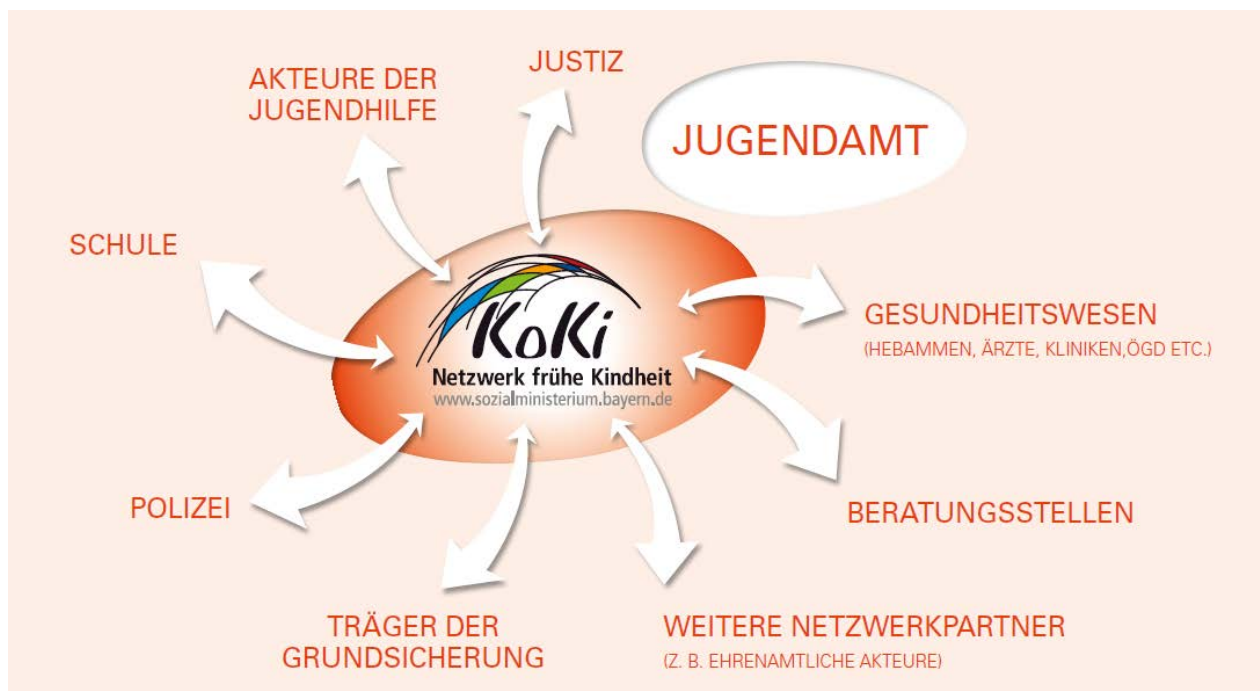 JUSTIZ
AKTEURE DER
JUGENDHILFE
JUGENDAMT
SCHULE
KoKi
Netzwerk frühe Kindheit
www.sozialministerium.bayern.de
GESUNDHEITSWESEN
(HEBAMMEN, ÄRZTE, KLINIKEN,ÖGD ETC.)
POLIZEI
BERATUNGSSTELLEN
TRÄGER DER
GRUNDSICHERUNG
WEITERE NETZWERKPARTNER
(Z. B. EHRENAMTLICHE AKTEURE)